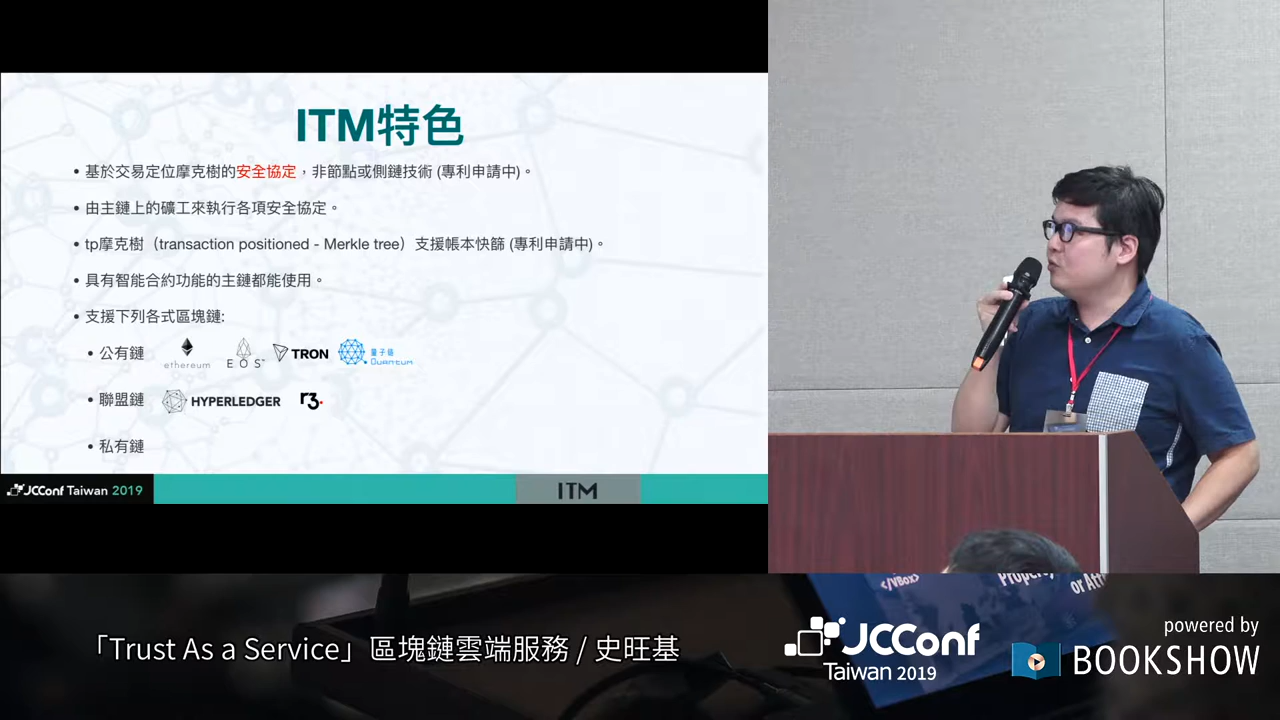 ITM特色
• 基於交易定位摩克樹的安全協定，非節點或側鏈技術 (專利申請中)。
• 由主鏈上的礦工來執行各項安全協定。
• tp摩克樹（transaction positioned - Merkle tree）支援帳本快篩 (專利申請中)。
• 具有智能合約功能的主鏈都能使用。
• 支援下列各式區塊鏈:
• 公有鏈 ethereum EOS TRON 量子链 QUANTUM
• 聯盟鏈 HYPERLEDGER r3.
• 私有鏈
JCConf Taiwan 2019 ITM
</VBox> Property or
「Trust As a Service」區塊鏈雲端服務 / 史旺基
JCConf
Taiwan 2019
powered by
BOOKSHOW